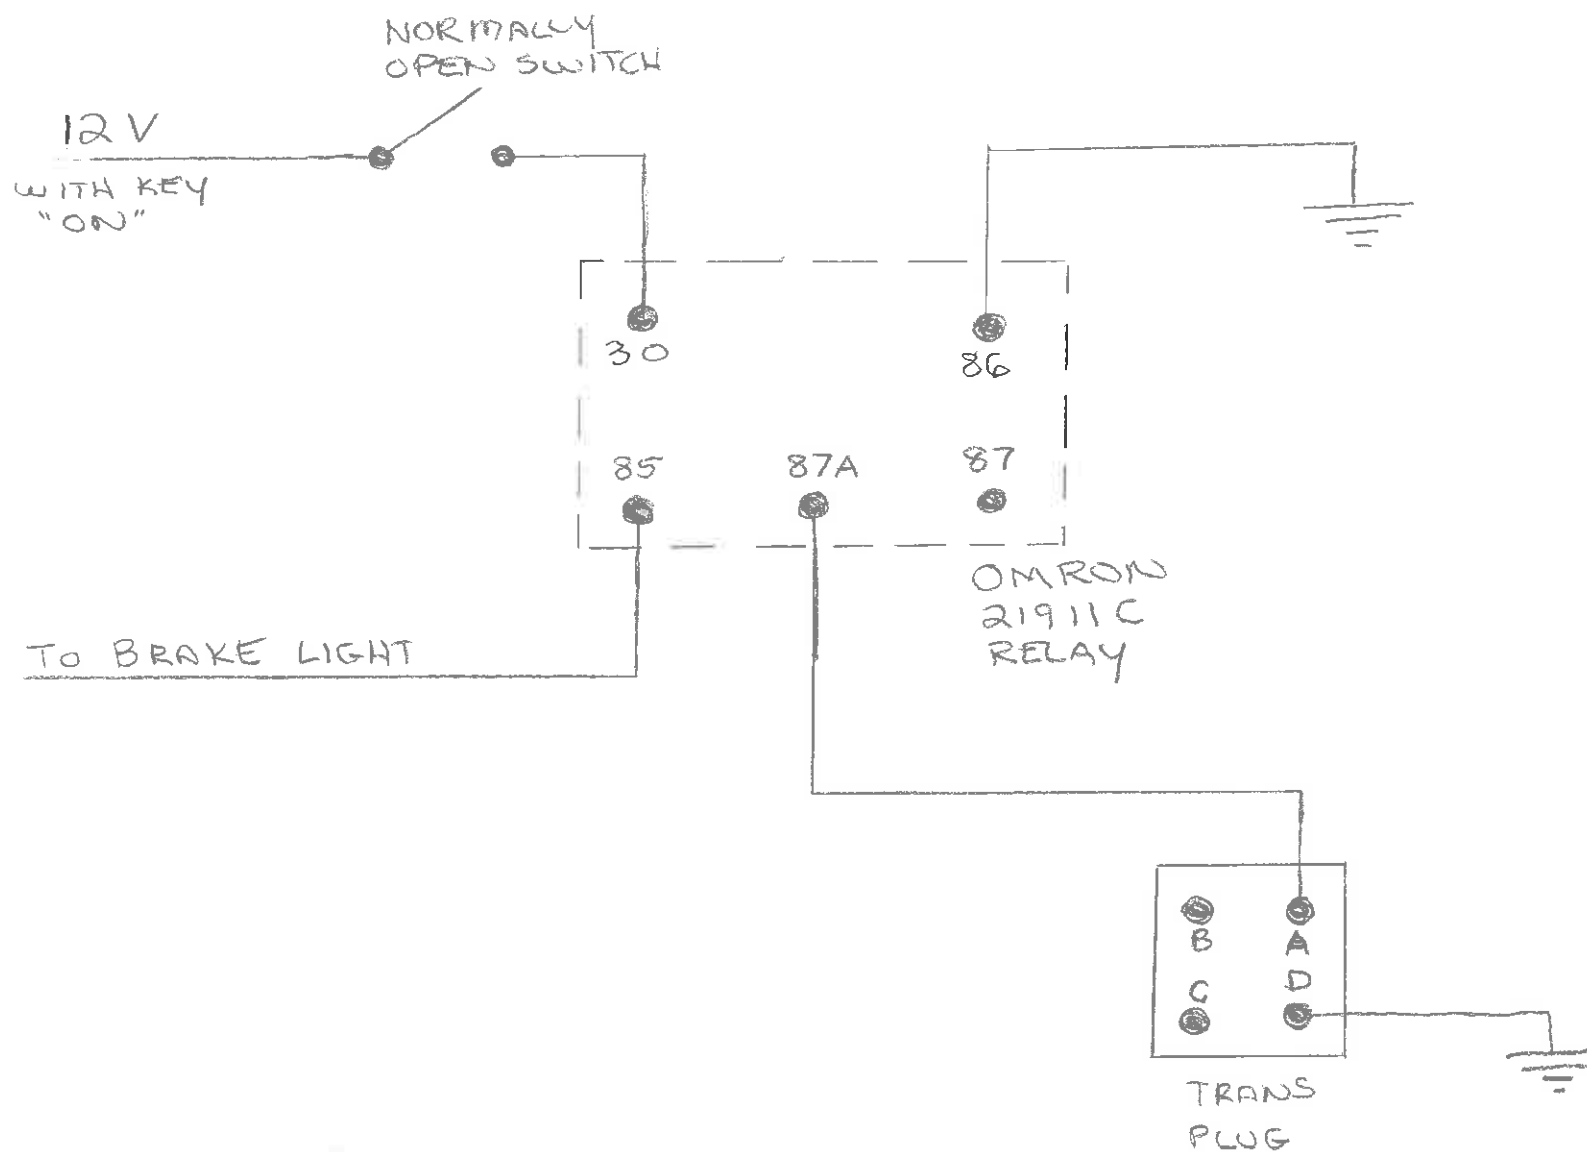 NORMALLY
OPEN SWITCH
12 V
WITH KEY
"ON"
30
86
85
87A
87
OMRON
21911C
RELAY
TO BRAKE LIGHT
B
A
C
D
TRANS
PLUG